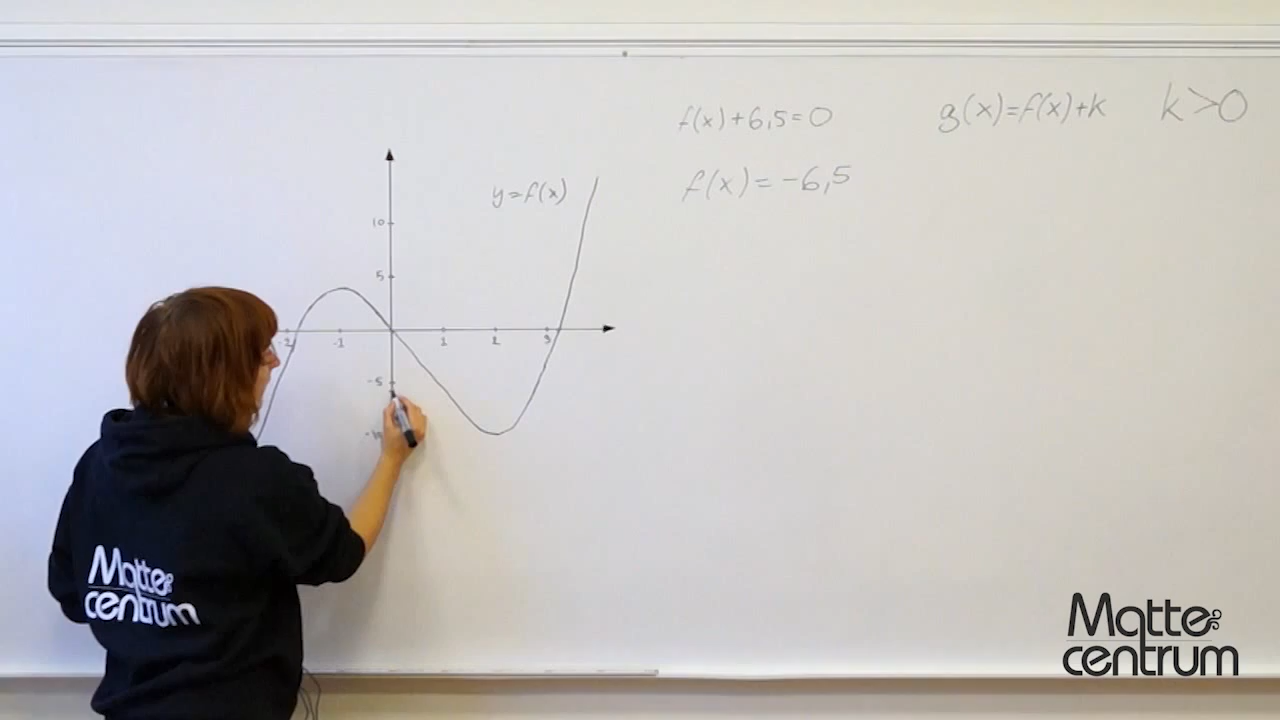 f(x)+6,5=0
g(x)=f(x)+k
k>0
f(x)=-6,5
y=f(x)
10
5
-2
-1
1
2
3
-5
Matte
centrum
Matte
centrum